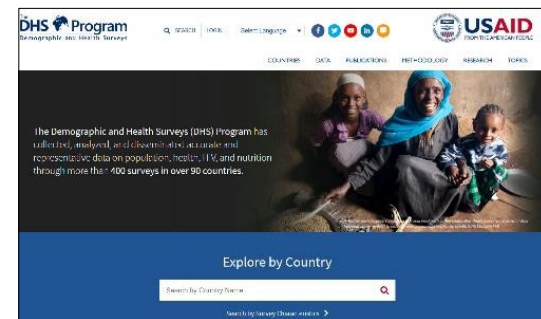 The DHS Program
Demographic and Health Surveys
SEARCH LOGIN Select Language
USAID
FROM THE AMERICAN PEOPLE
COUNTRIES DATA PUBLICATIONS METHODOLOGY RESEARCH TOPICS
The Demographic and Health Surveys (DHS) Program has
collected, analyzed, and disseminated accurate and
representative data on population, health, HIV, and nutrition
through more than 400 surveys in over 90 countries.
Explore by Country
Search by Country Name
Search by Survey Characteristics